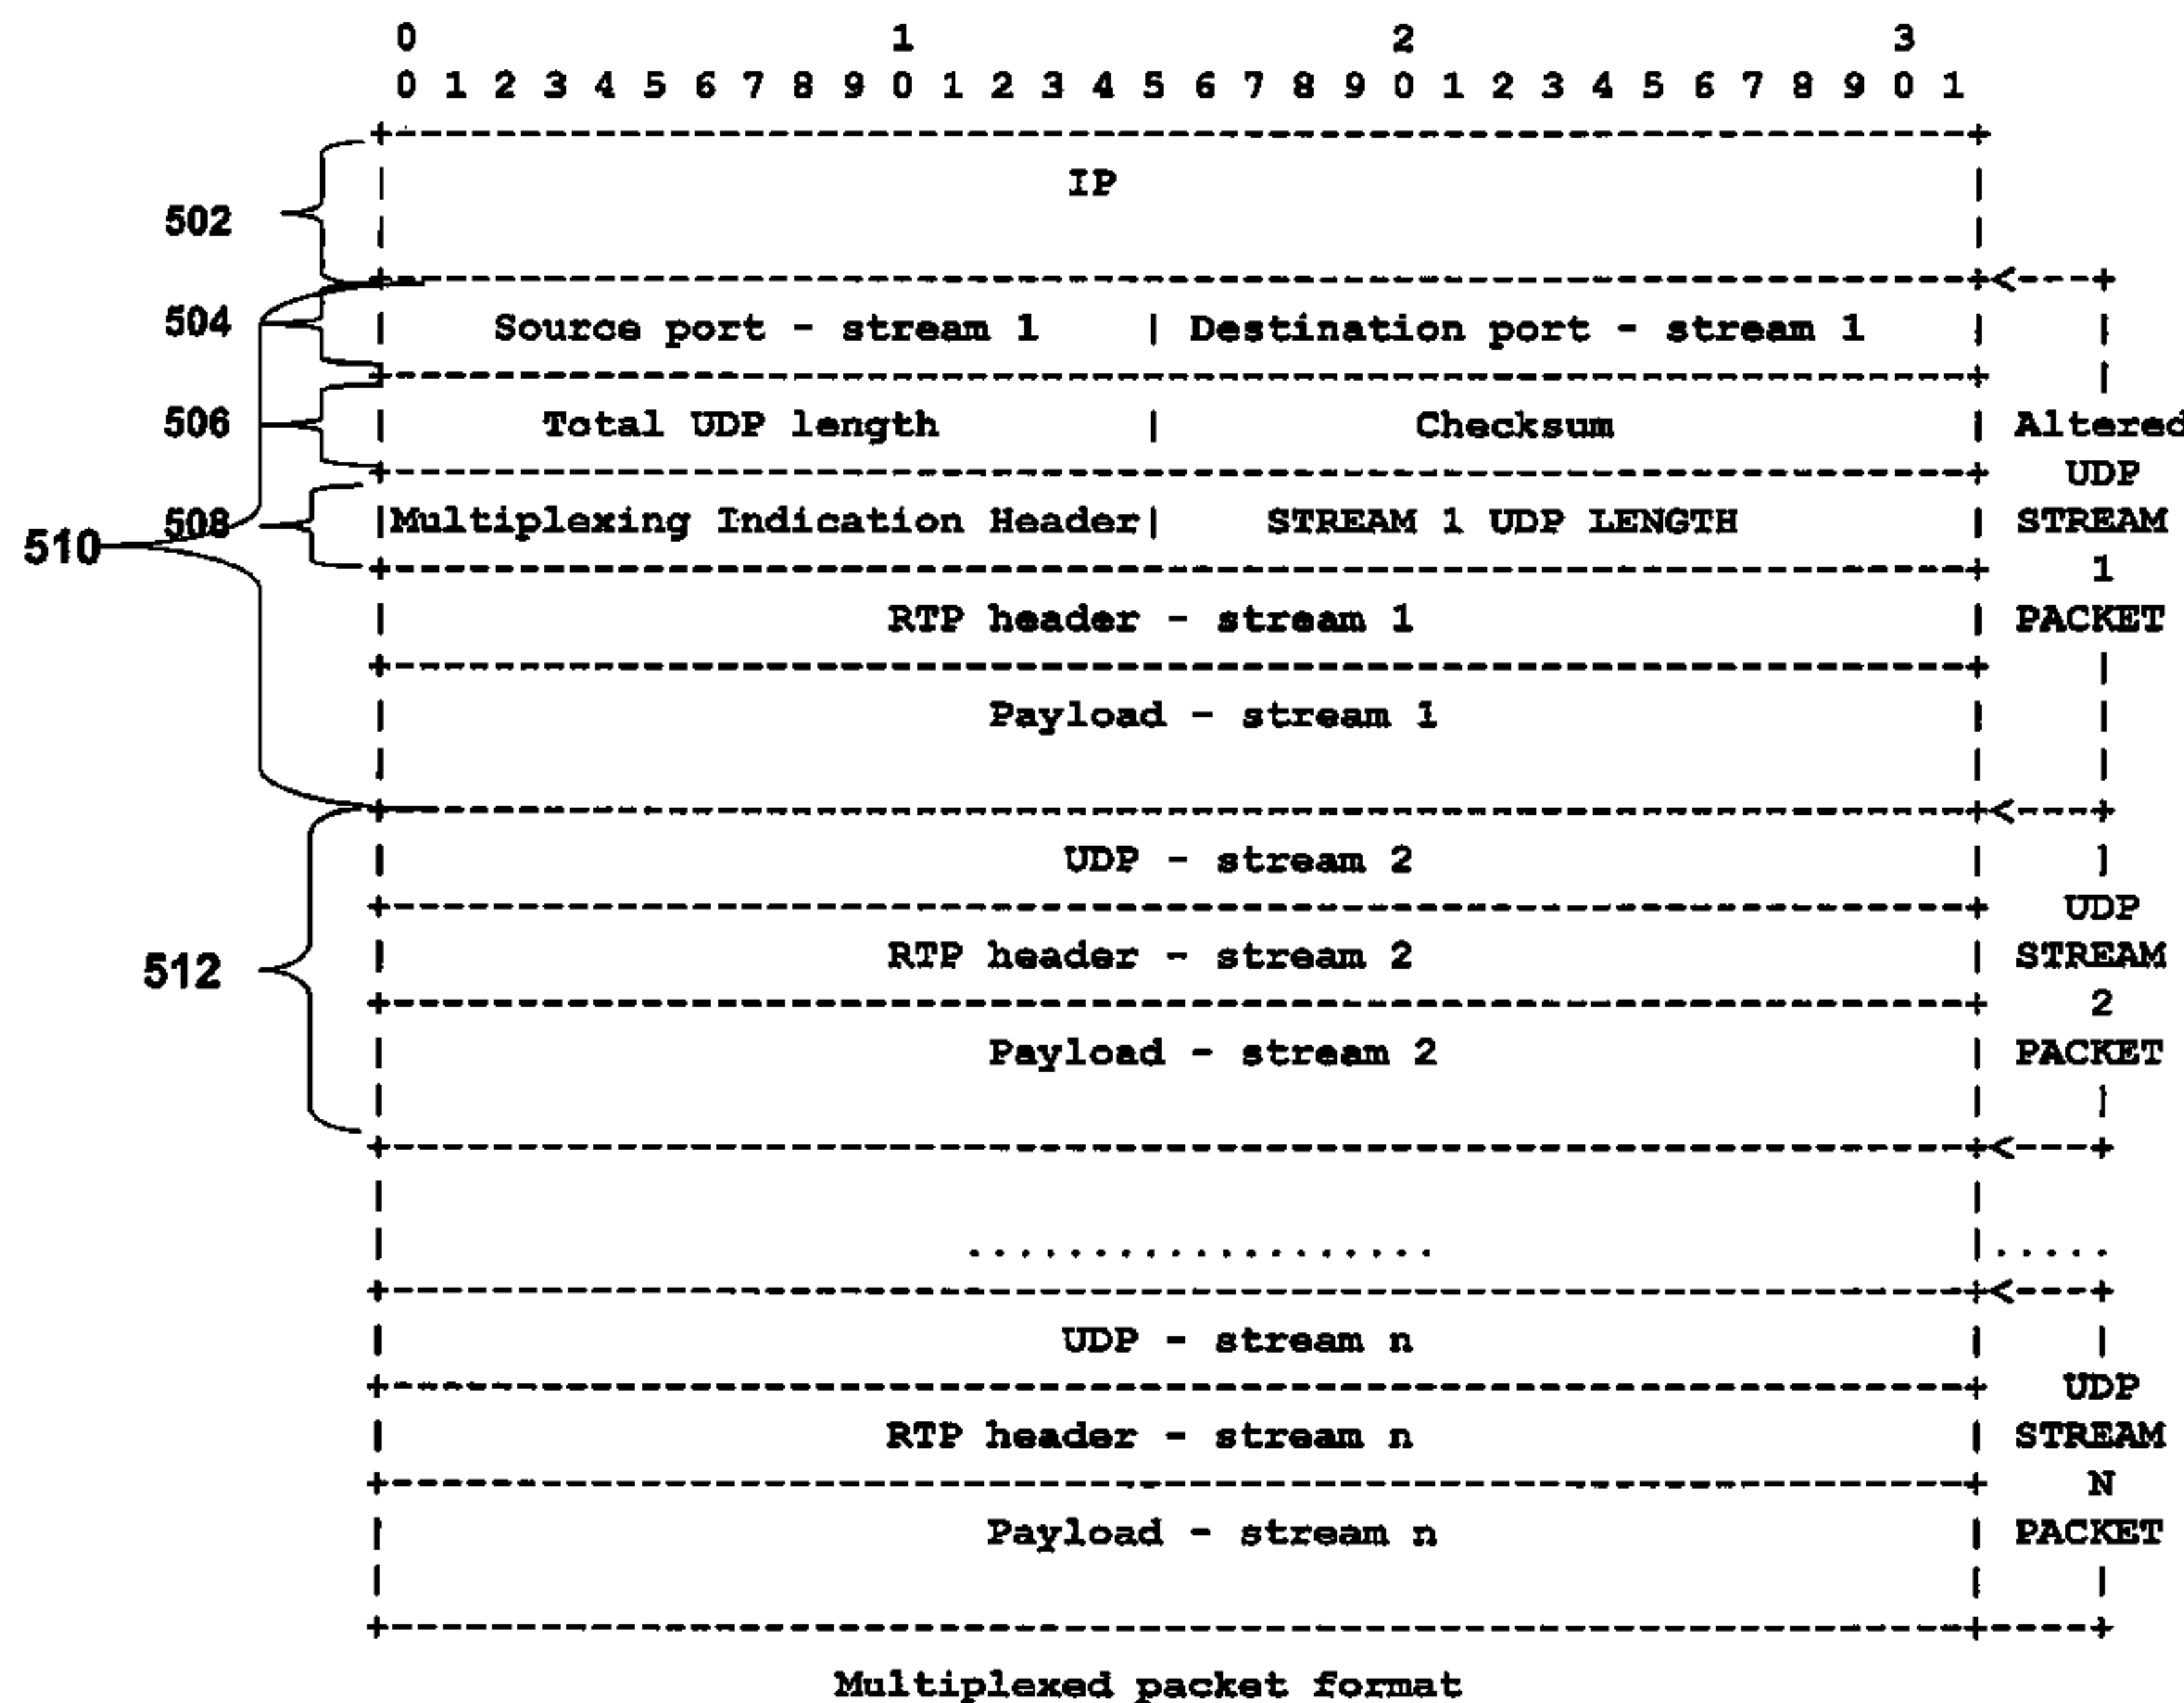 0 1 2 3
0 1 2 3 4 5 6 7 8 9 0 1 2 3 4 5 6 7 8 9 0 1 2 3 4 5 6 7 8 9 0 1
IP
502
504
Source port - stream 1 | Destination port - stream 1
506
Total UDP length | Checksum
Altered
UDP
508
Multiplexing Indication Header| STREAM 1 UDP LENGTH
STREAM
510
1
RTP header - stream 1
PACKET
Payload - stream 1
UDP - stream 2
UDP
512
RTP header - stream 2
STREAM
2
Payload - stream 2
PACKET
...................
.....
UDP - stream n
UDP
RTP header - stream n
STREAM
N
Payload - stream n
PACKET
Multiplexed packet format